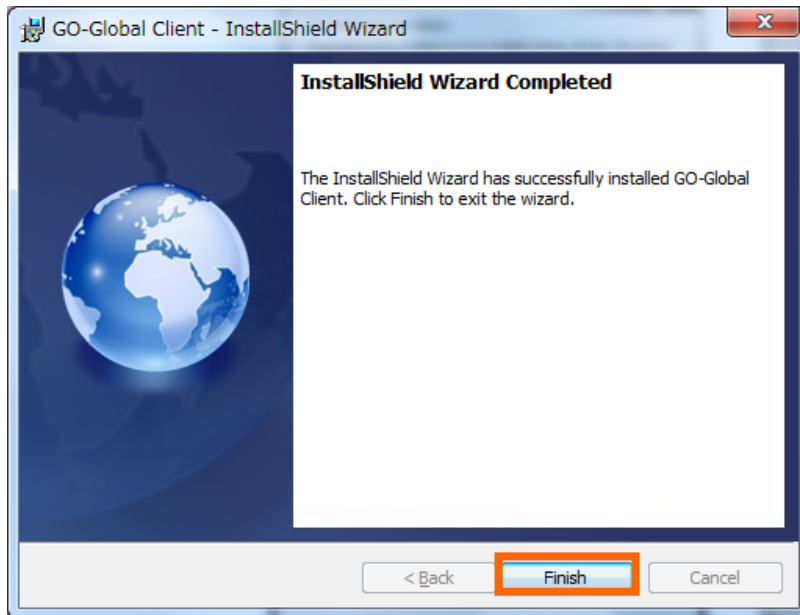 GO-Global Client - InstallShield Wizard
InstallShield Wizard Completed
The InstallShield Wizard has successfully installed GO-Global
Client. Click Finish to exit the wizard.
< Back Finish Cancel